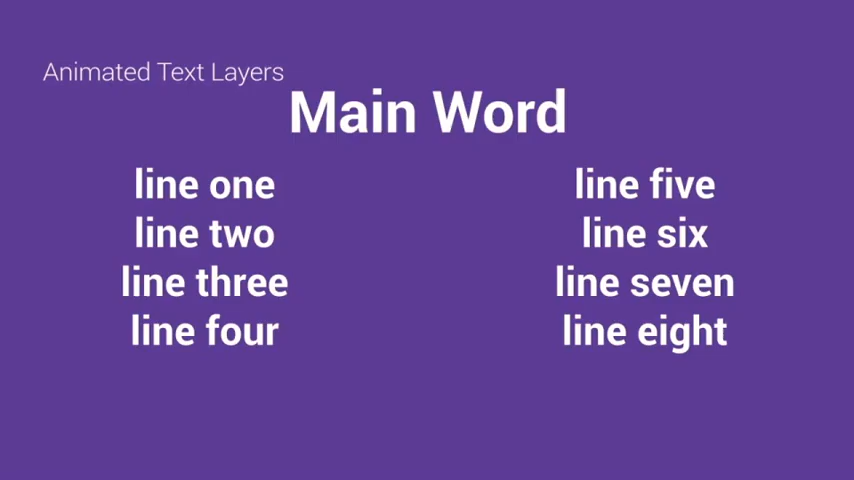 Animated Text Layers
Main Word
line one
line two
line three
line four
line five
line six
line seven
line eight